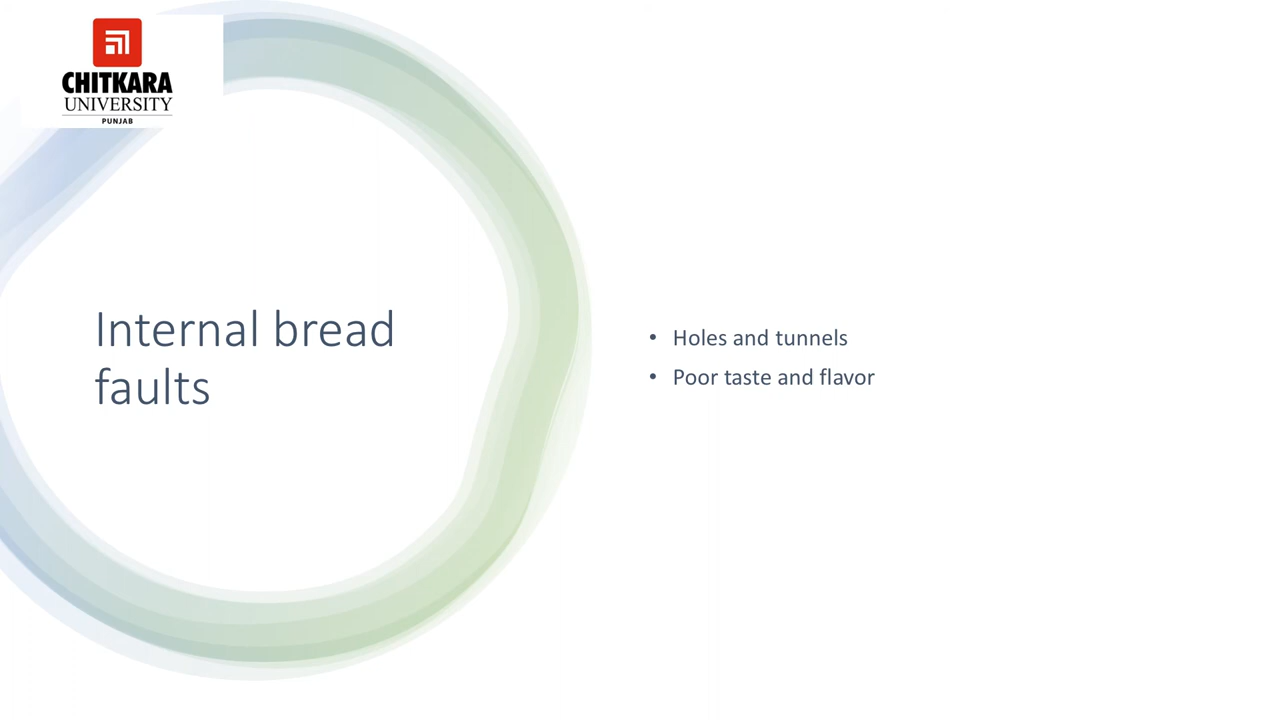 CHITKARA
UNIVERSITY
PUNJAB
Internal bread
faults
• Holes and tunnels
• Poor taste and flavor